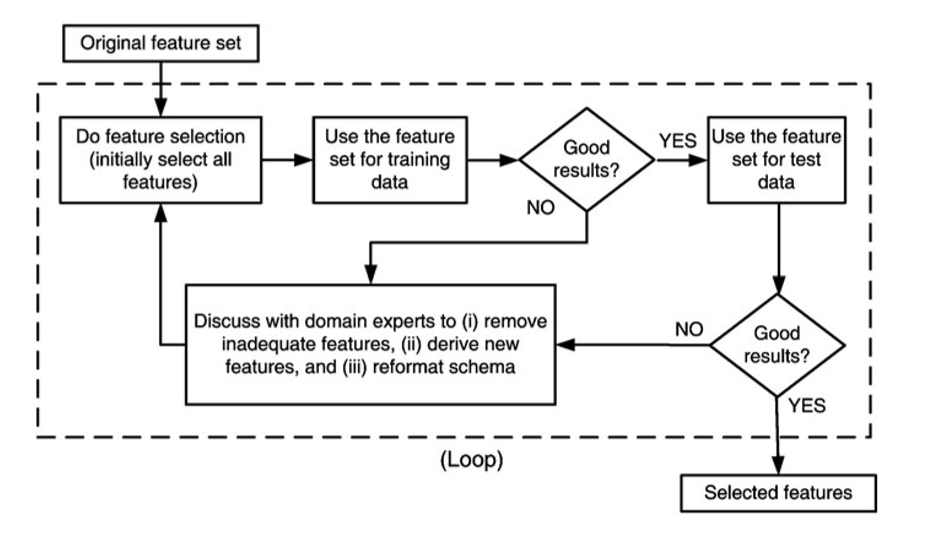 Original feature set
Do feature selection
(initially select all
features)
Use the feature
set for training
data
Good
results?
YES
NO
Use the feature
set for test
data
Discuss with domain experts to (i) remove
inadequate features, (ii) derive new
features, and (iii) reformat schema
NO
Good
results?
YES
(Loop)
Selected features